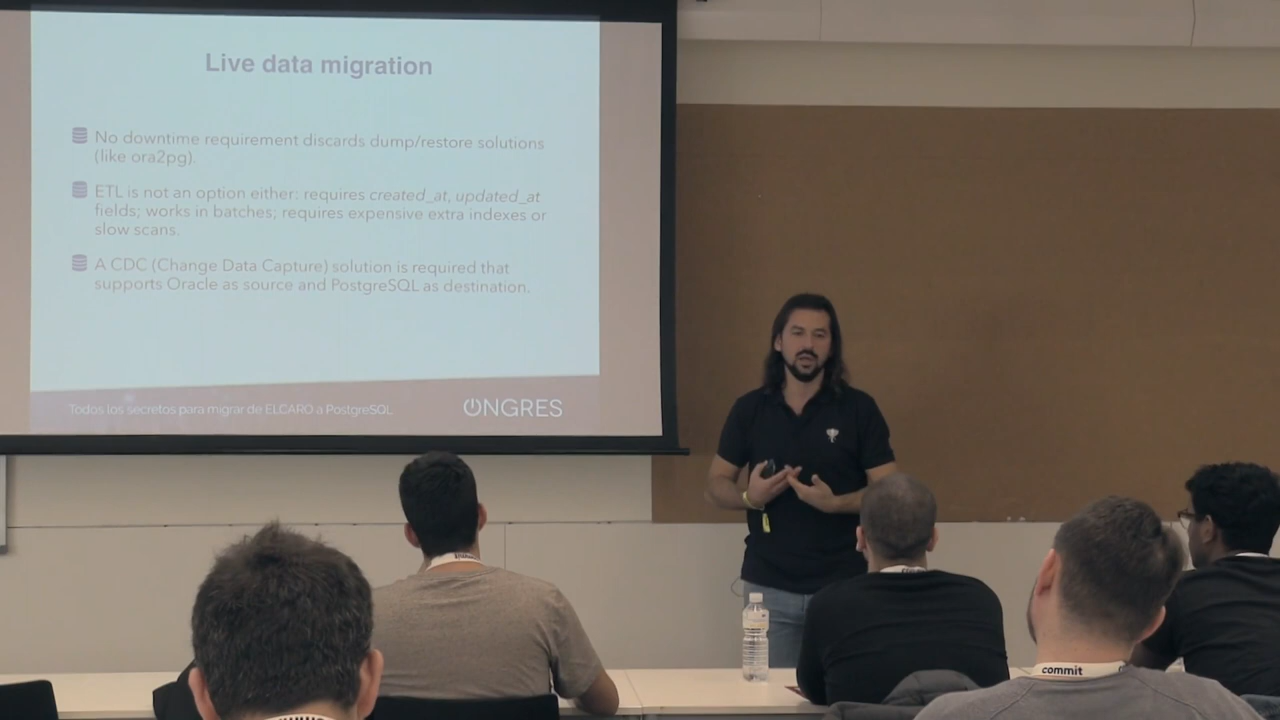 Live data migration
No downtime requirement discards dump/restore solutions
(like ora2pg).
ETL is not an option either: requires created_at, updated_at
fields; works in batches; requires expensive extra indexes or
slow scans.
A CDC (Change Data Capture) solution is required that
supports Oracle as source and PostgreSQL as destination.
Todos los secretos para migrar de ELCARO a PostgreSQL
ONGRES
commit